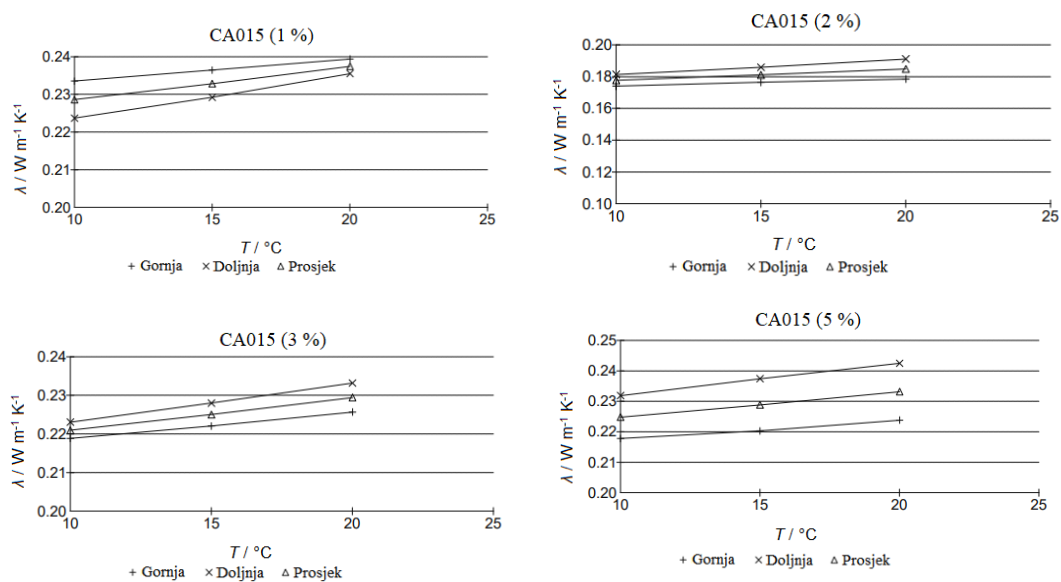 CA015 (1 %)
λ / W m⁻¹ K⁻¹
0.24
0.23
0.22
0.21
0.20
10 15 20 25
T / °C
+ Gornja × Doljnja △ Prosjek
CA015 (2 %)
λ / W m⁻¹ K⁻¹
0.20
0.18
0.16
0.14
0.12
0.10
10 15 20 25
T / °C
+ Gornja × Doljnja △ Prosjek
CA015 (3 %)
λ / W m⁻¹ K⁻¹
0.24
0.23
0.22
0.21
0.20
10 15 20 25
T / °C
+ Gornja × Doljnja △ Prosjek
CA015 (5 %)
λ / W m⁻¹ K⁻¹
0.25
0.24
0.23
0.22
0.21
0.20
10 15 20 25
T / °C
+ Gornja × Doljnja △ Prosjek